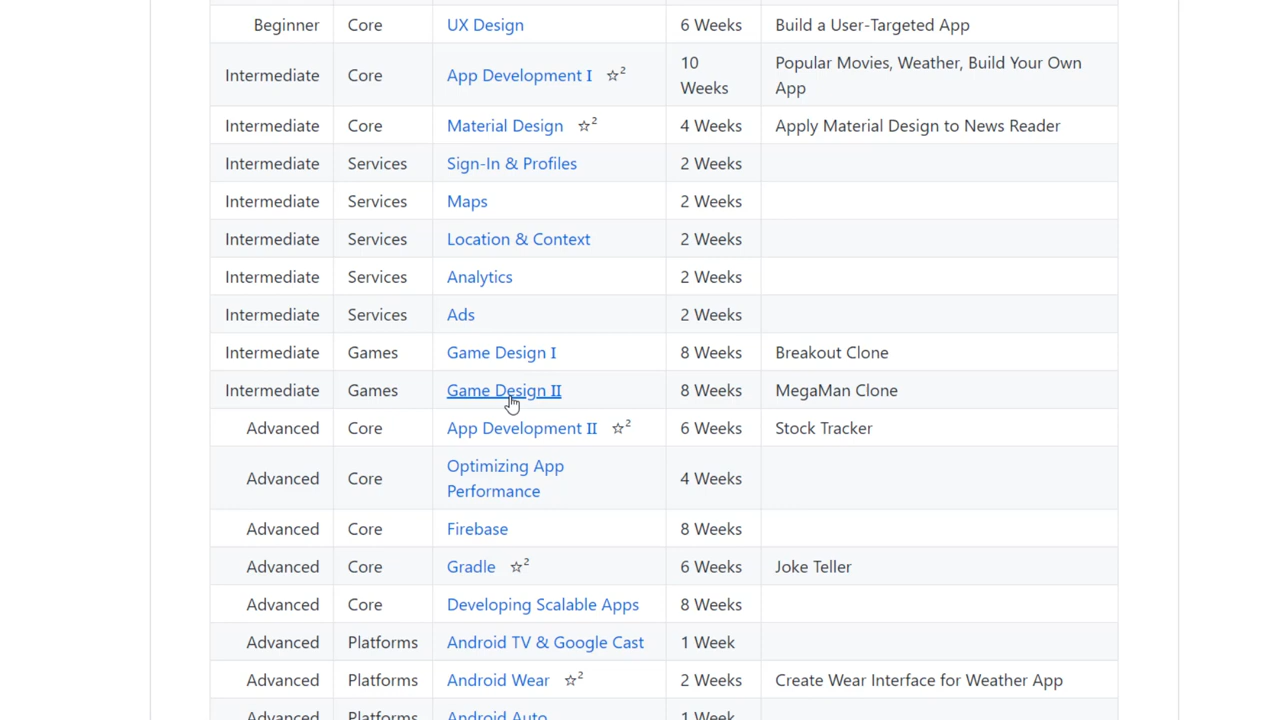 Beginner Core UX Design 6 Weeks Build a User-Targeted App
Intermediate Core App Development I ☆2 10 Weeks Popular Movies, Weather, Build Your Own App
Intermediate Core Material Design ☆2 4 Weeks Apply Material Design to News Reader
Intermediate Services Sign-In & Profiles 2 Weeks
Intermediate Services Maps 2 Weeks
Intermediate Services Location & Context 2 Weeks
Intermediate Services Analytics 2 Weeks
Intermediate Services Ads 2 Weeks
Intermediate Games Game Design I 8 Weeks Breakout Clone
Intermediate Games Game Design II 8 Weeks MegaMan Clone
Advanced Core App Development II ☆2 6 Weeks Stock Tracker
Advanced Core Optimizing App Performance 4 Weeks
Advanced Core Firebase 8 Weeks
Advanced Core Gradle ☆2 6 Weeks Joke Teller
Advanced Core Developing Scalable Apps 8 Weeks
Advanced Platforms Android TV & Google Cast 1 Week
Advanced Platforms Android Wear ☆2 2 Weeks Create Wear Interface for Weather App
Advanced Platforms Android Auto 1 Week